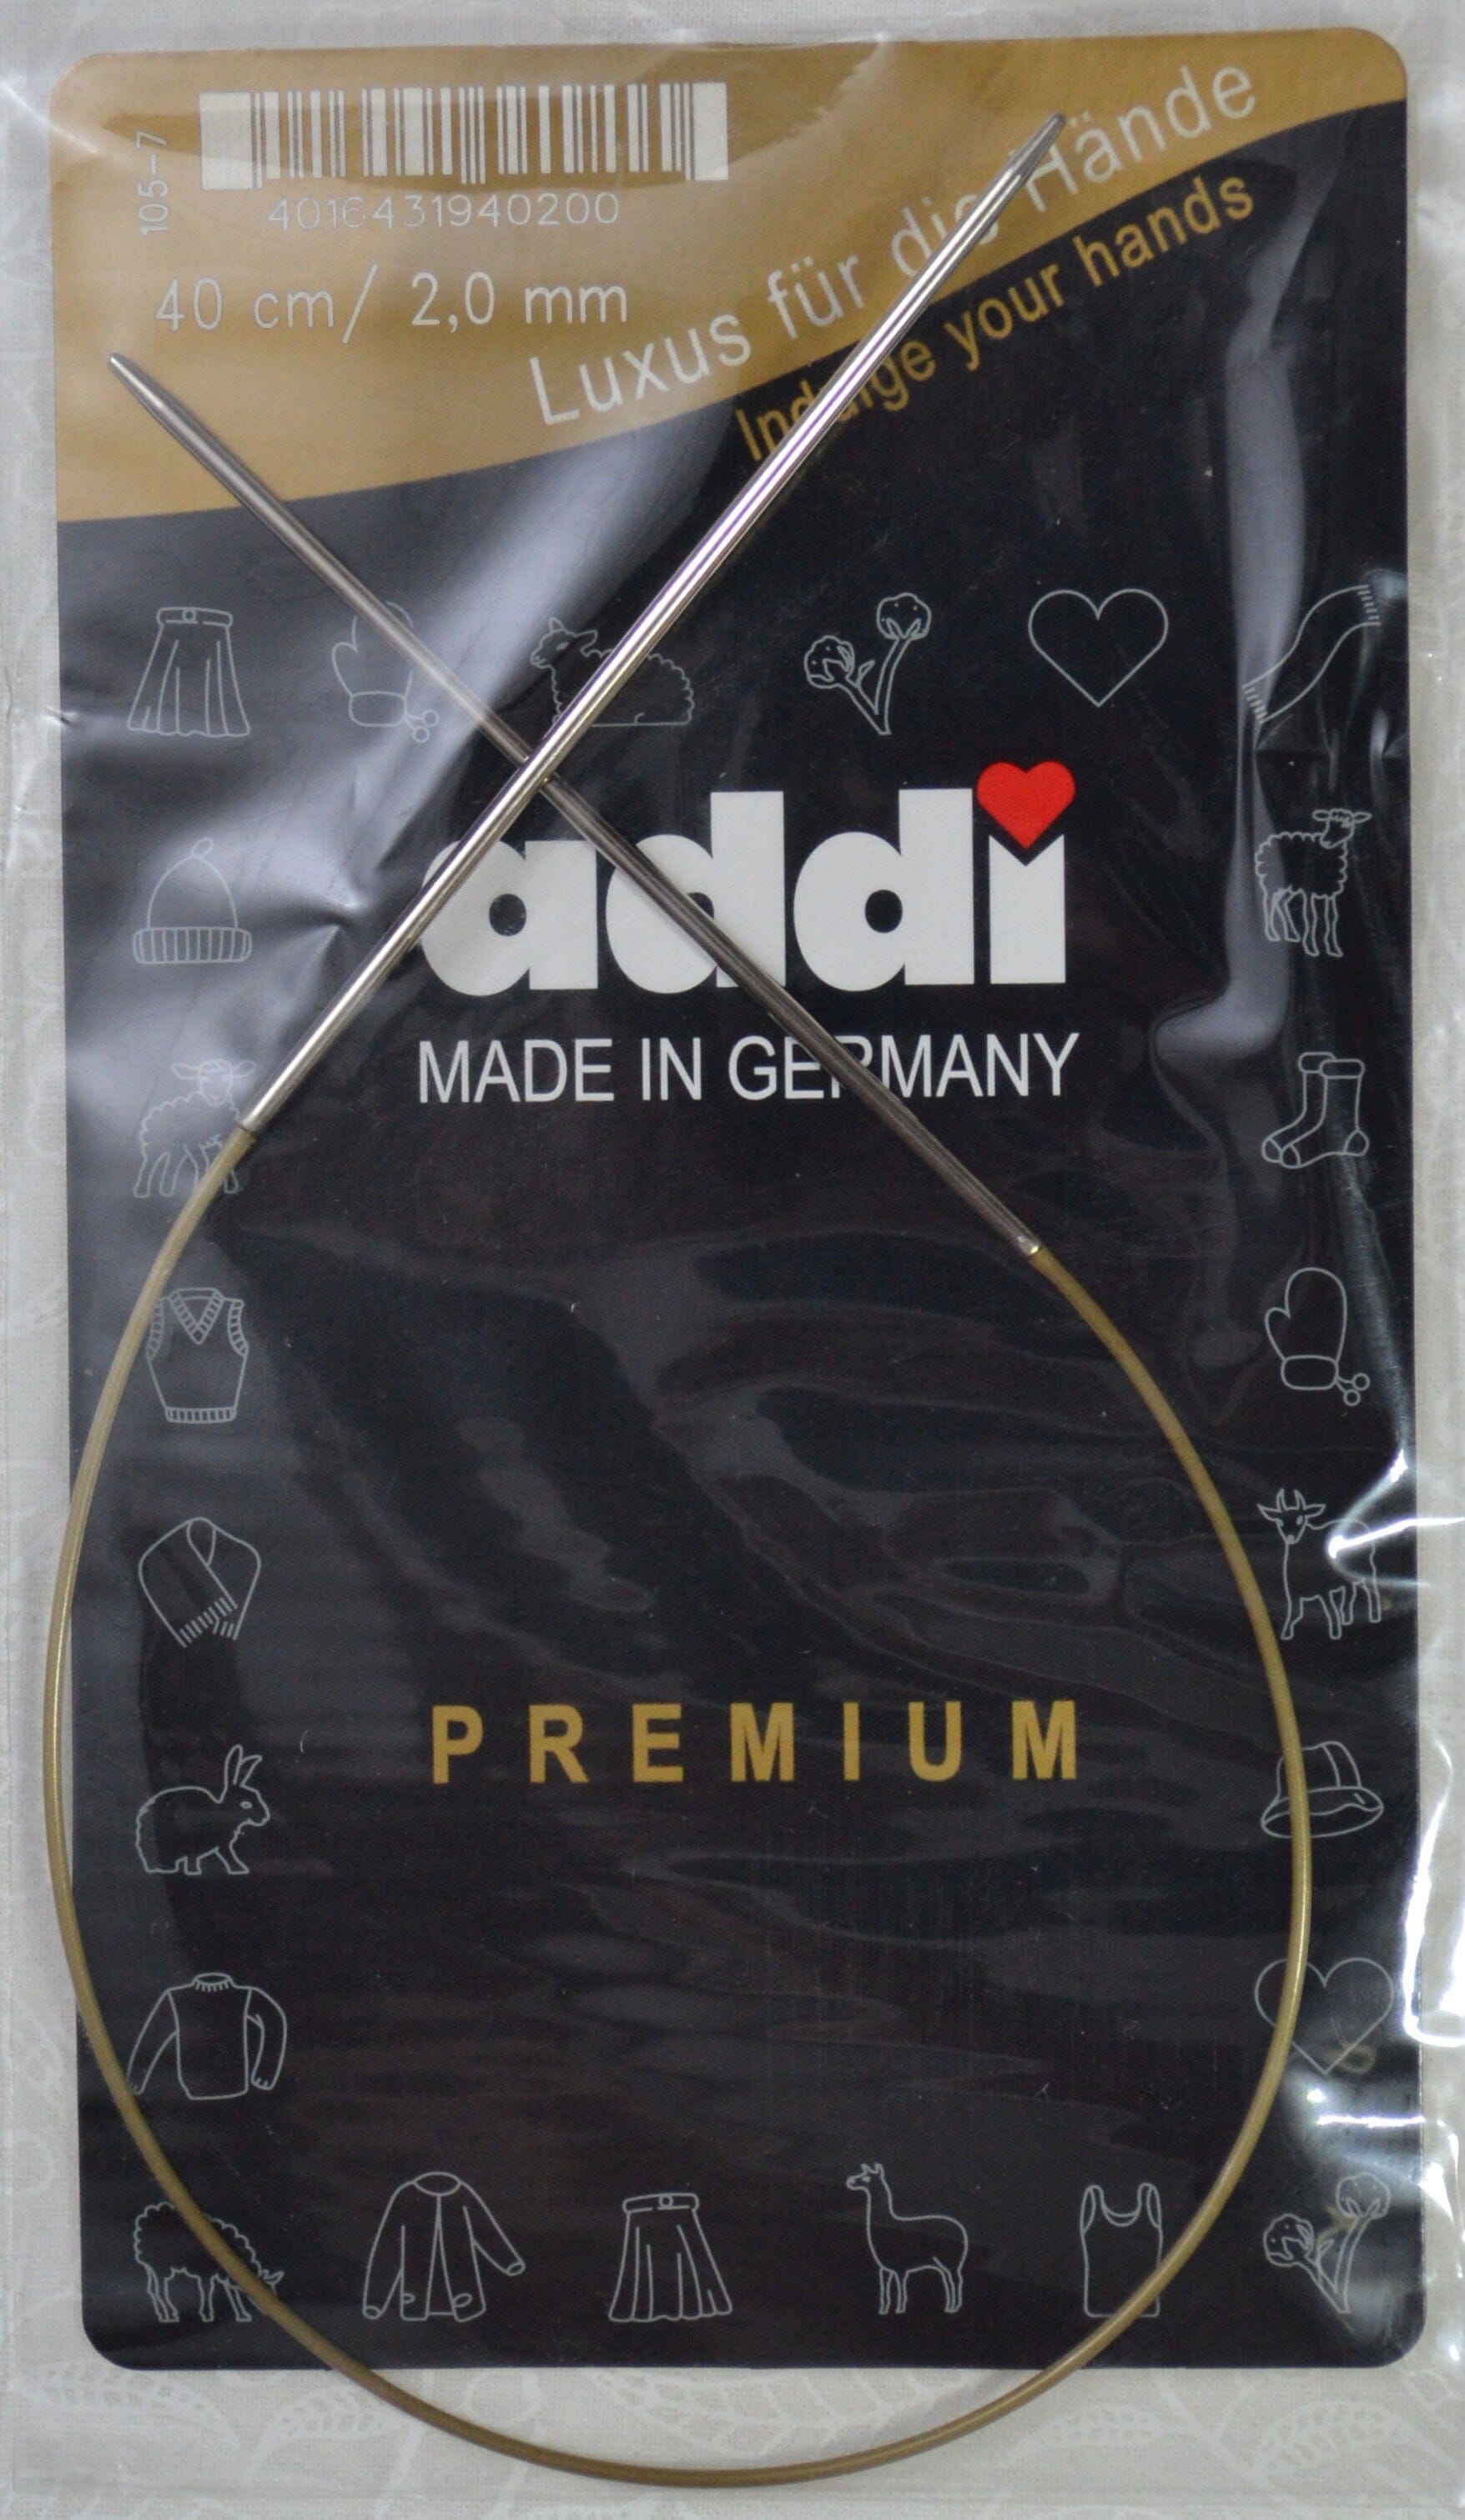 105-7
4016431940200
40 cm/ 2,0 mm
Luxus für die Hände
Indulge your hands
addi
MADE IN GERMANY
PREMIUM